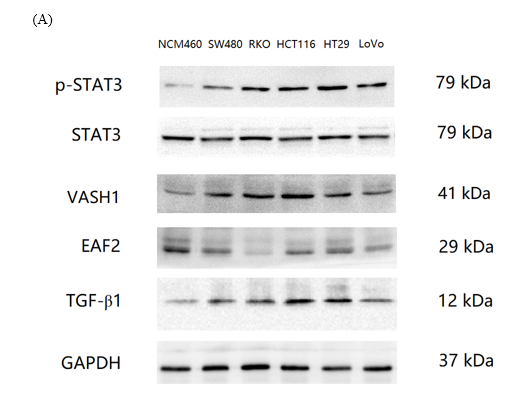 (A)
NCM460 SW480 RKO HCT116 HT29 LoVo
p-STAT3 79 kDa
STAT3 79 kDa
VASH1 41 kDa
EAF2 29 kDa
TGF-β1 12 kDa
GAPDH 37 kDa